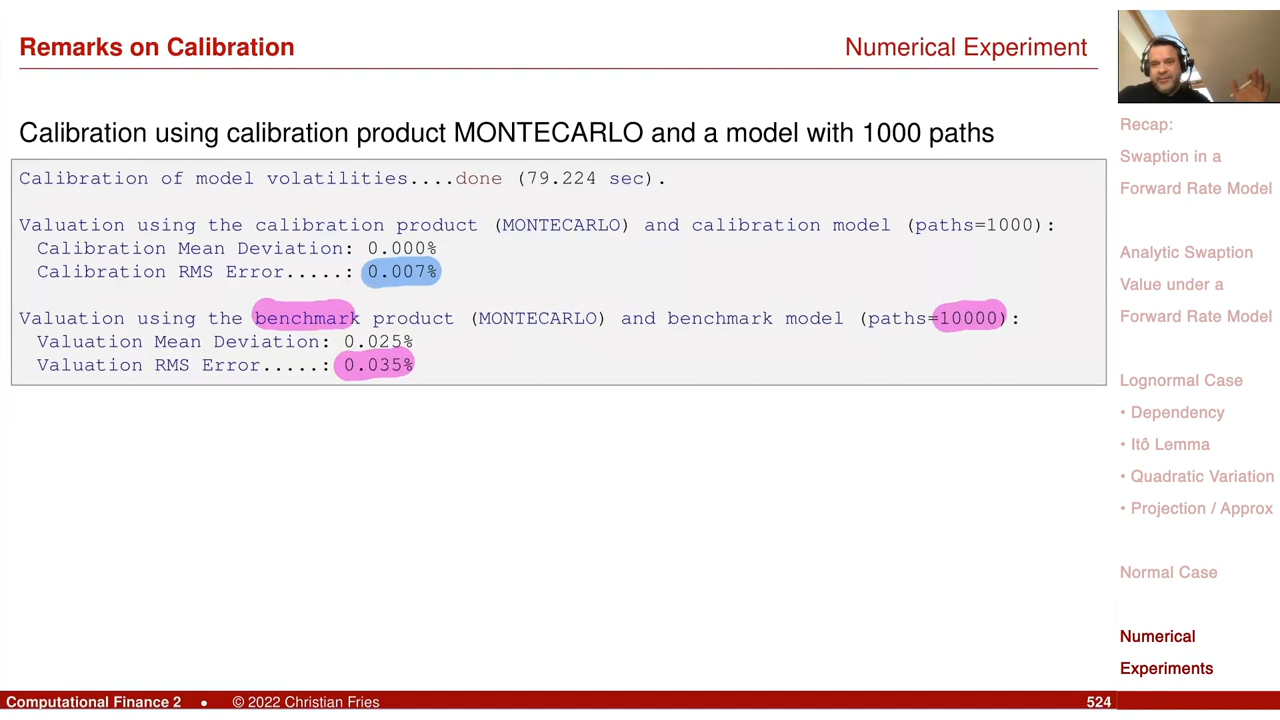 Remarks on Calibration
Numerical Experiment
Calibration using calibration product MONTECARLO and a model with 1000 paths
Calibration of model volatilities....done (79.224 sec).
Valuation using the calibration product (MONTECARLO) and calibration model (paths=1000):
Calibration Mean Deviation: 0.000%
Calibration RMS Error.....: 0.007%
Valuation using the benchmark product (MONTECARLO) and benchmark model (paths=10000):
Valuation Mean Deviation: 0.025%
Valuation RMS Error.....: 0.035%
Recap:
Swaption in a
Forward Rate Model
Analytic Swaption
Value under a
Forward Rate Model
Lognormal Case
• Dependency
• Itô Lemma
• Quadratic Variation
• Projection / Approx
Normal Case
Numerical
Experiments
Computational Finance 2 • © 2022 Christian Fries
524